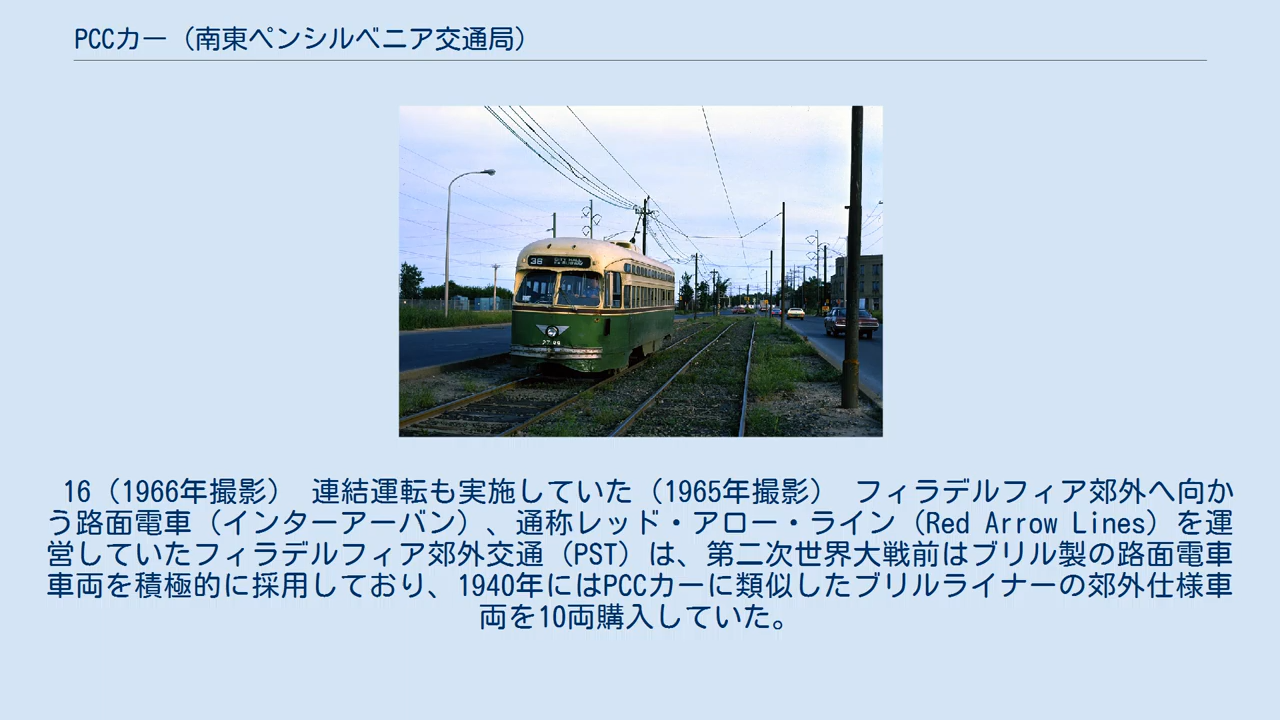 PCCカー（南東ペンシルベニア交通局）
36
16（1966年撮影） 連結運転も実施していた（1965年撮影） フィラデルフィア郊外へ向か
う路面電車（インターアーバン）、通称レッド・アロー・ライン（Red Arrow Lines）を運
営していたフィラデルフィア郊外交通（PST）は、第二次世界大戦前はブリル製の路面電車
車両を積極的に採用しており、1940年にはPCCカーに類似したブリルライナーの郊外仕様車
両を10両購入していた。